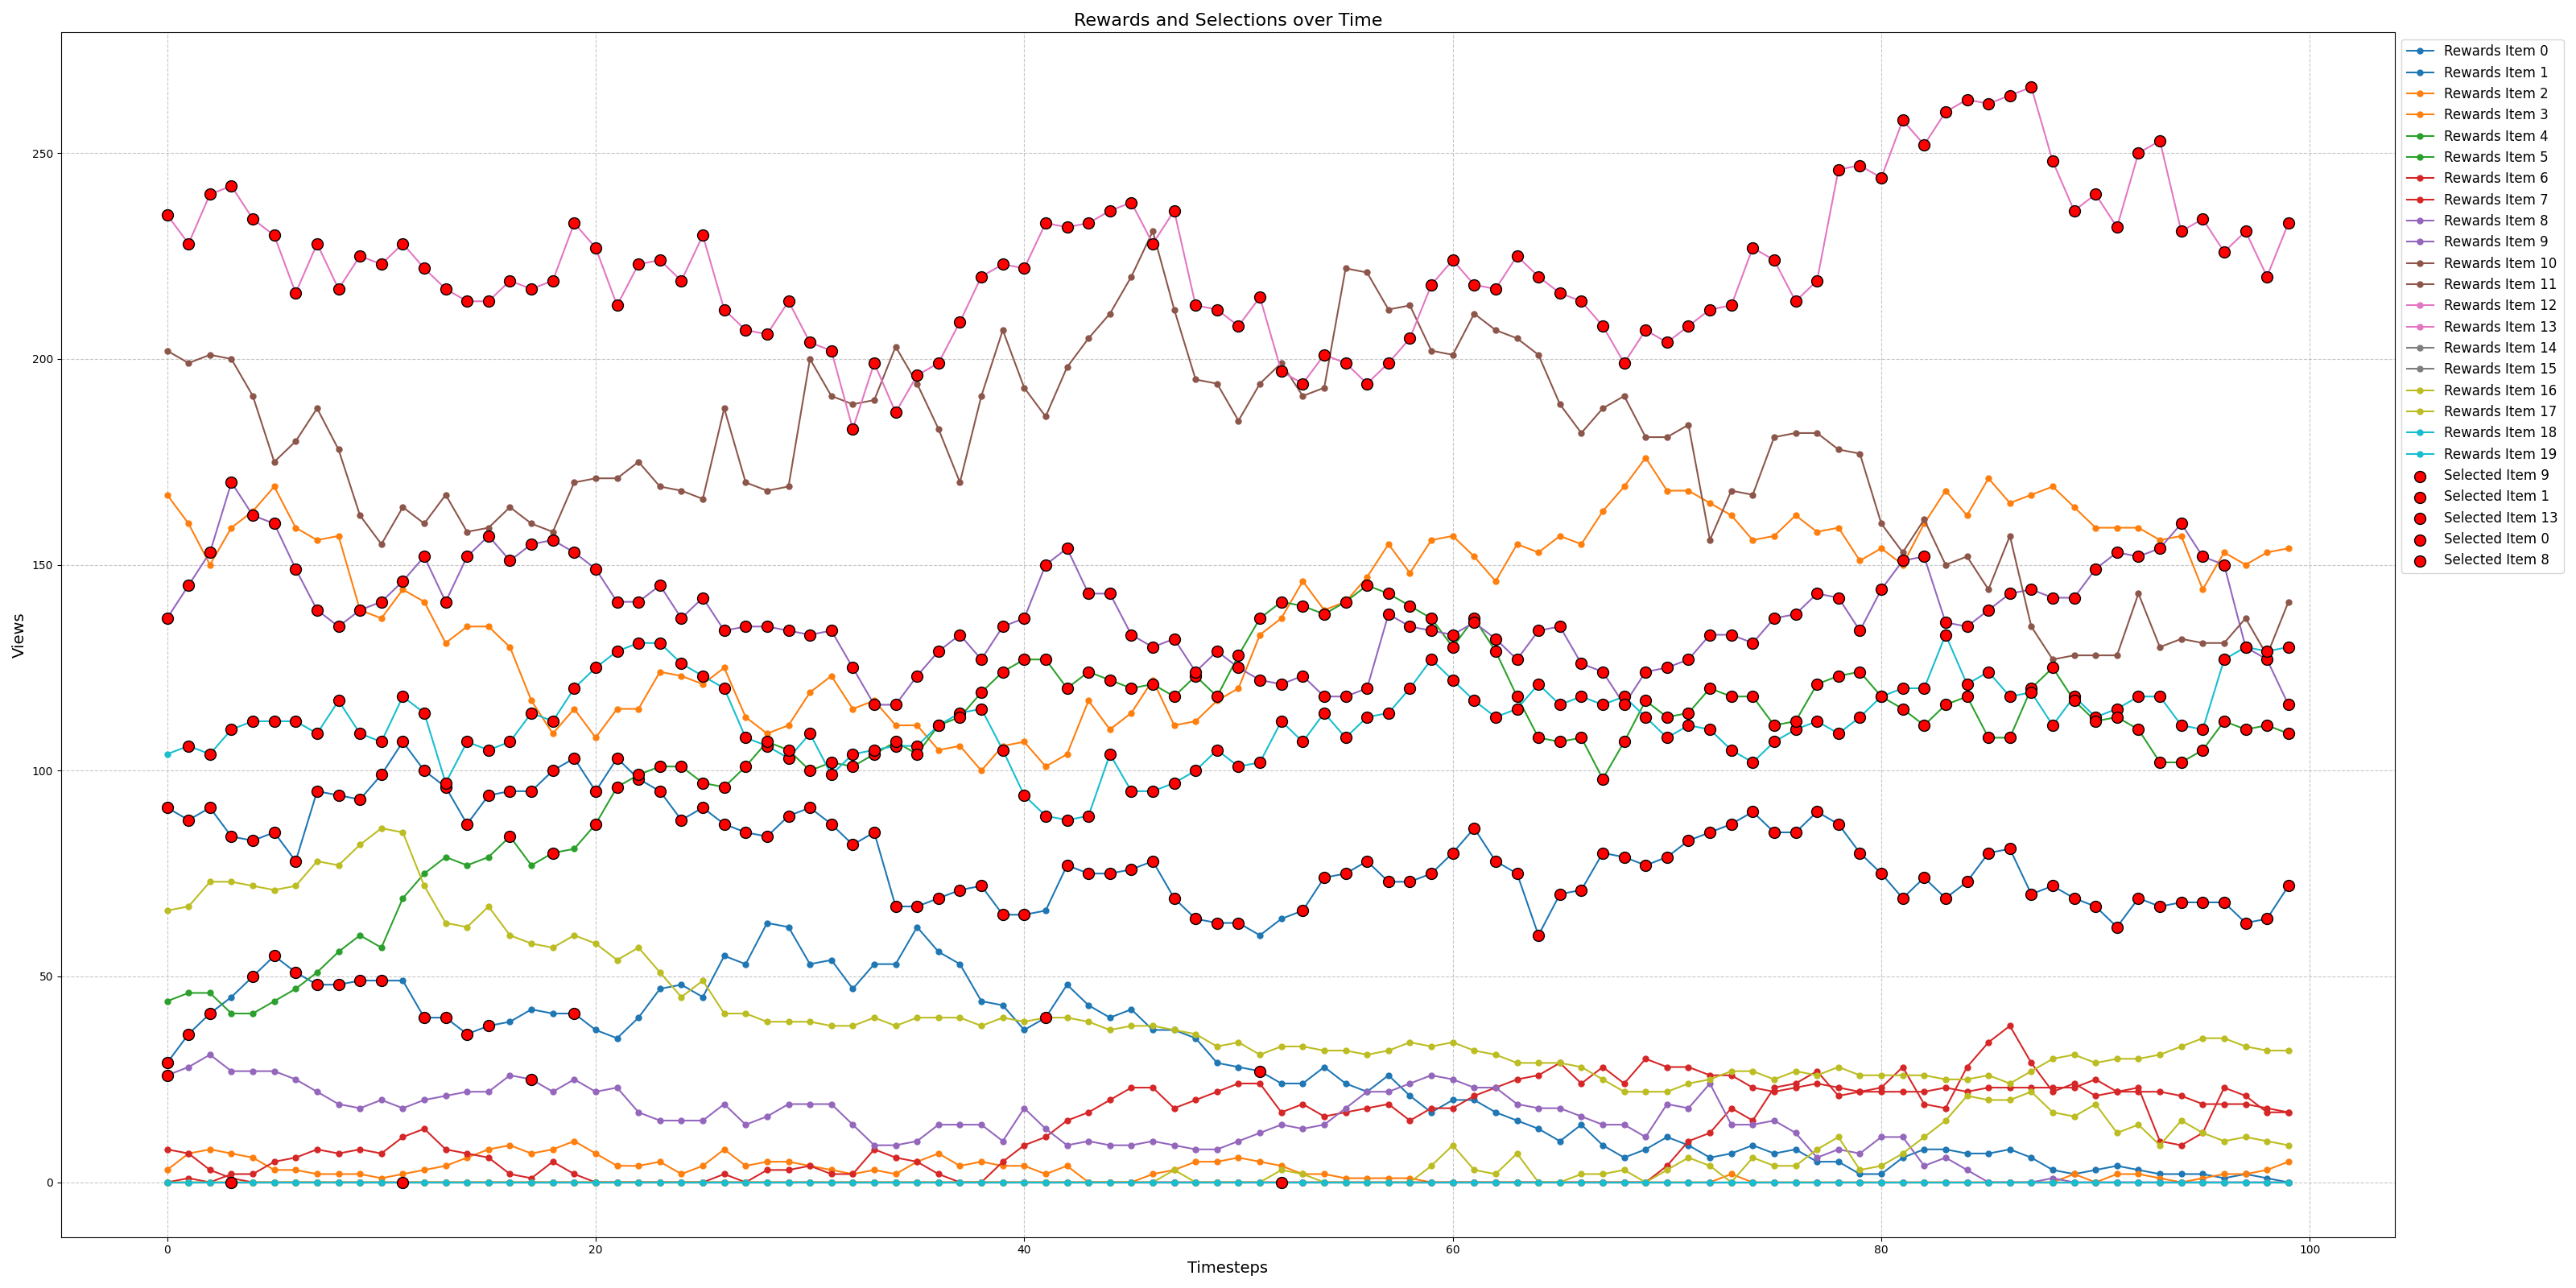 Rewards and Selections over Time
Views
250
200
150
100
50
0
0
20
40
60
80
100
Timesteps
Rewards Item 0
Rewards Item 1
Rewards Item 2
Rewards Item 3
Rewards Item 4
Rewards Item 5
Rewards Item 6
Rewards Item 7
Rewards Item 8
Rewards Item 9
Rewards Item 10
Rewards Item 11
Rewards Item 12
Rewards Item 13
Rewards Item 14
Rewards Item 15
Rewards Item 16
Rewards Item 17
Rewards Item 18
Rewards Item 19
Selected Item 9
Selected Item 1
Selected Item 13
Selected Item 0
Selected Item 8